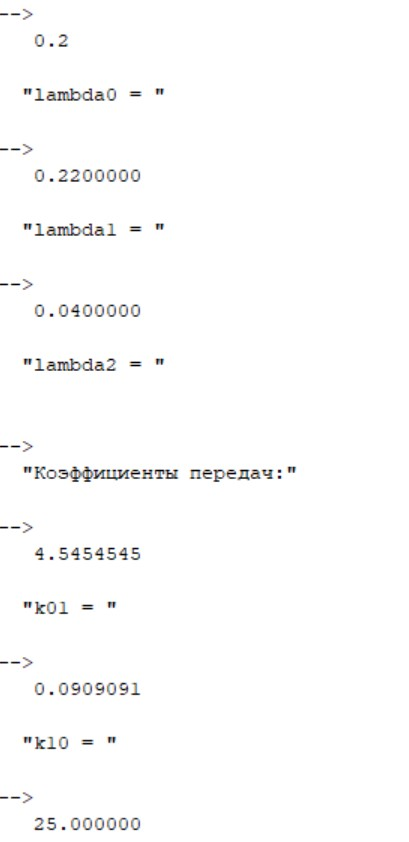 -->
0.2
"lambda0 = "
-->
0.2200000
"lambda1 = "
-->
0.0400000
"lambda2 = "
-->
"Коэффициенты передач:"
-->
4.5454545
"k01 = "
-->
0.0909091
"k10 = "
-->
25.000000